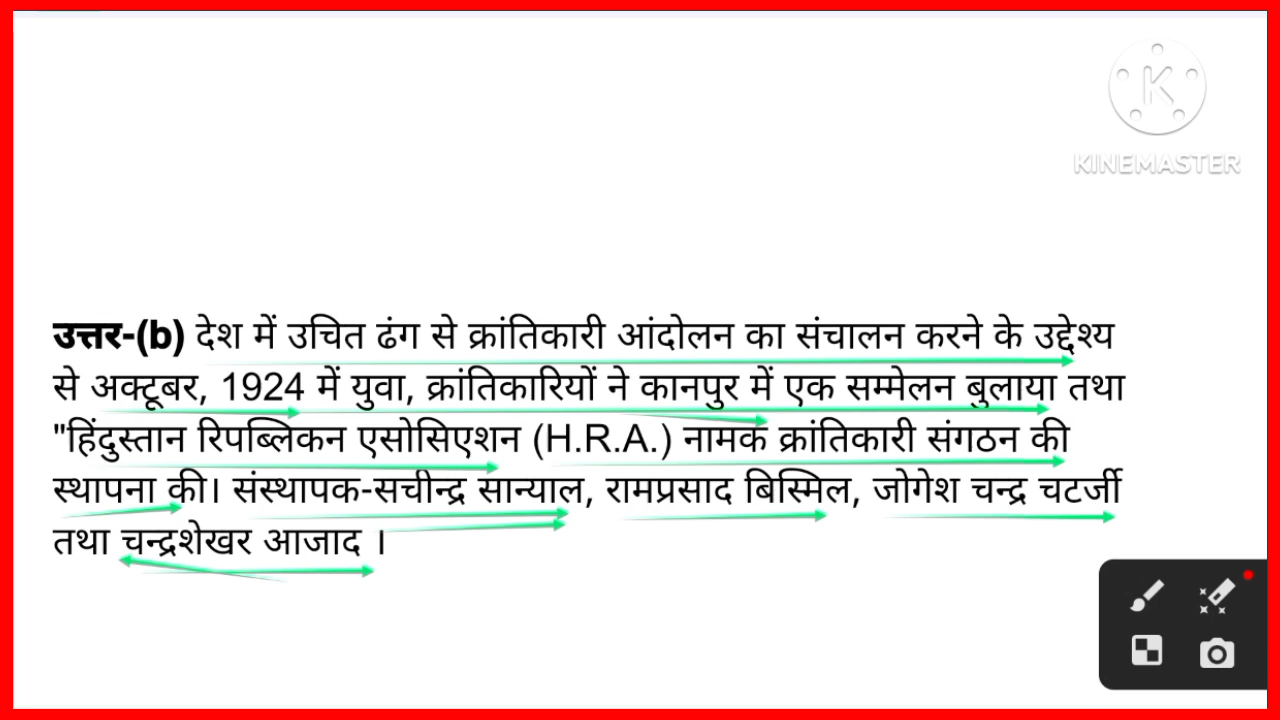 KINEMASTER
उत्तर-(b) देश में उचित ढंग से क्रांतिकारी आंदोलन का संचालन करने के उद्देश्य
से अक्टूबर, 1924 में युवा, क्रांतिकारियों ने कानपुर में एक सम्मेलन बुलाया तथा
"हिंदुस्तान रिपब्लिकन एसोसिएशन (H.R.A.) नामक क्रांतिकारी संगठन की
स्थापना की। संस्थापक-सचीन्द्र सान्याल, रामप्रसाद बिस्मिल, जोगेश चन्द्र चटर्जी
तथा चन्द्रशेखर आजाद ।